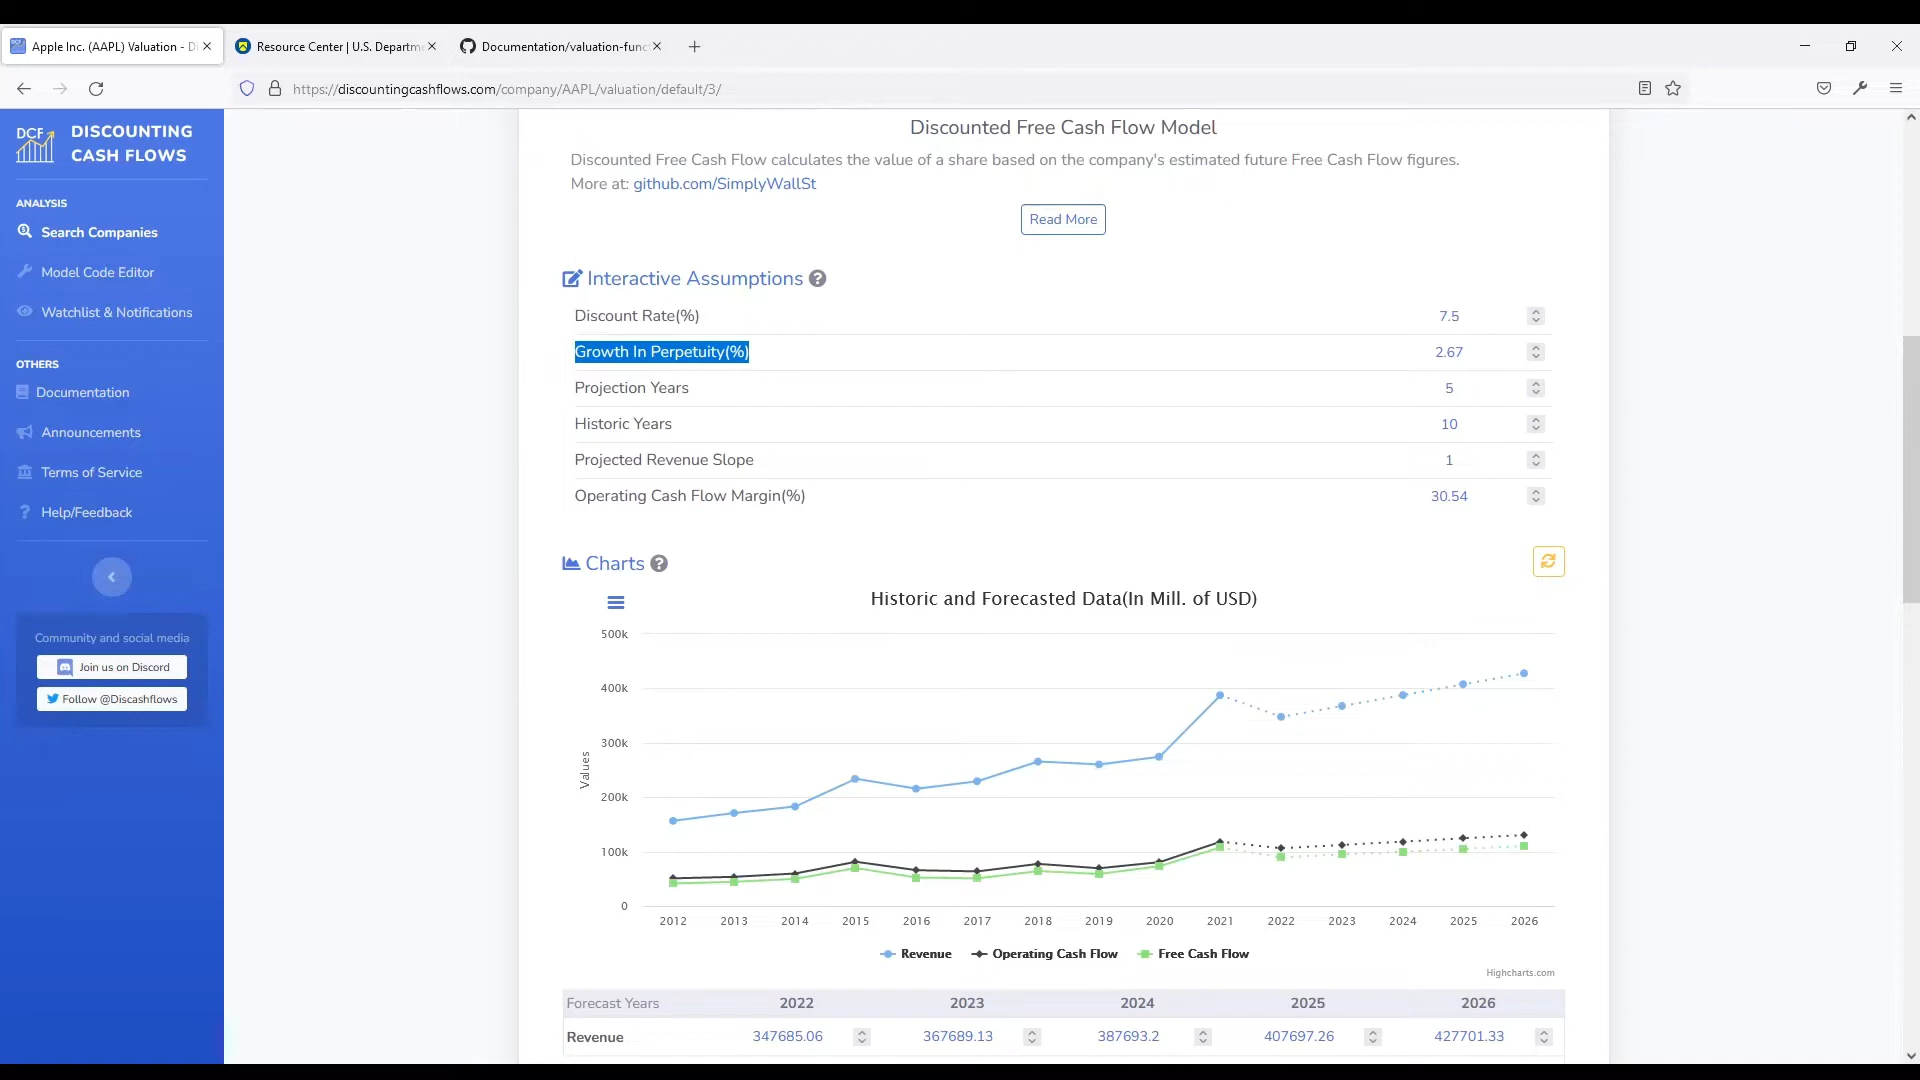 Apple Inc. (AAPL) Valuation - Di
Resource Center | U.S. Departme
Documentation/valuation-func
https://discountingcashflows.com/company/AAPL/valuation/default/3/
DCF
DISCOUNTING
CASH FLOWS
ANALYSIS
Search Companies
Model Code Editor
Watchlist & Notifications
OTHERS
Documentation
Announcements
Terms of Service
Help/Feedback
Community and social media
Join us on Discord
Follow @Discashflows
Discounted Free Cash Flow Model
Discounted Free Cash Flow calculates the value of a share based on the company's estimated future Free Cash Flow figures.
More at: github.com/SimplyWallSt
Read More
Interactive Assumptions
Discount Rate(%) 7.5
Growth In Perpetuity(%) 2.67
Projection Years 5
Historic Years 10
Projected Revenue Slope 1
Operating Cash Flow Margin(%) 30.54
Charts
Historic and Forecasted Data(In Mill. of USD)
500k
400k
300k
200k
100k
0
Values
2012 2013 2014 2015 2016 2017 2018 2019 2020 2021 2022 2023 2024 2025 2026
Revenue Operating Cash Flow Free Cash Flow
Highcharts.com
Forecast Years 2022 2023 2024 2025 2026
Revenue 347685.06 367689.13 387693.2 407697.26 427701.33